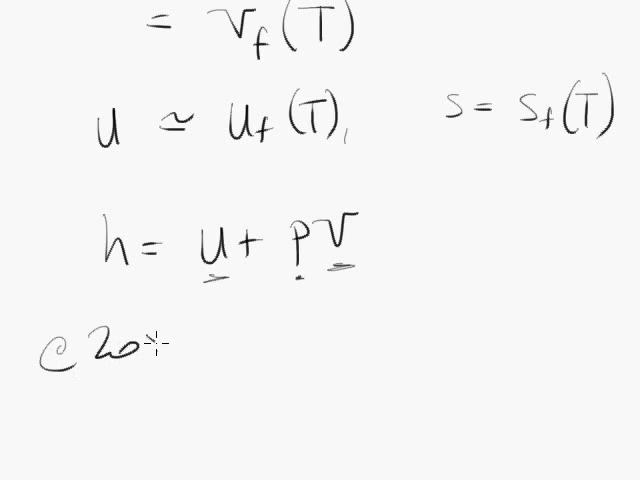 = v_f(T)
u ≃ u_f(T), s = s_f(T)
h = u + pv
@ 20